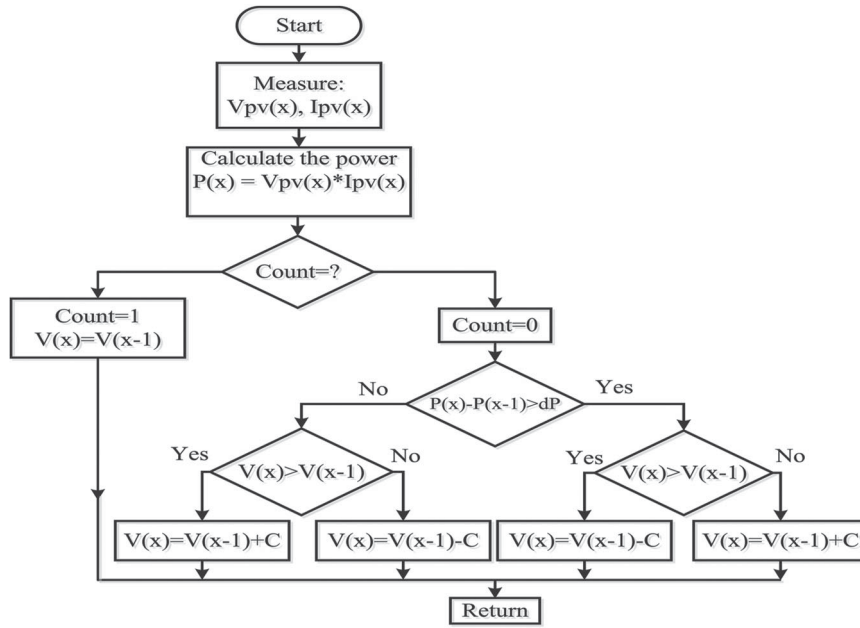 Start
Measure:
Vpv(x), Ipv(x)
Calculate the power
P(x) = Vpv(x)*Ipv(x)
Count=?
Count=1
V(x)=V(x-1)
Count=0
No
P(x)-P(x-1)>dP
Yes
Yes
V(x)>V(x-1)
No
Yes
V(x)>V(x-1)
No
V(x)=V(x-1)+C
V(x)=V(x-1)-C
V(x)=V(x-1)-C
V(x)=V(x-1)+C
Return